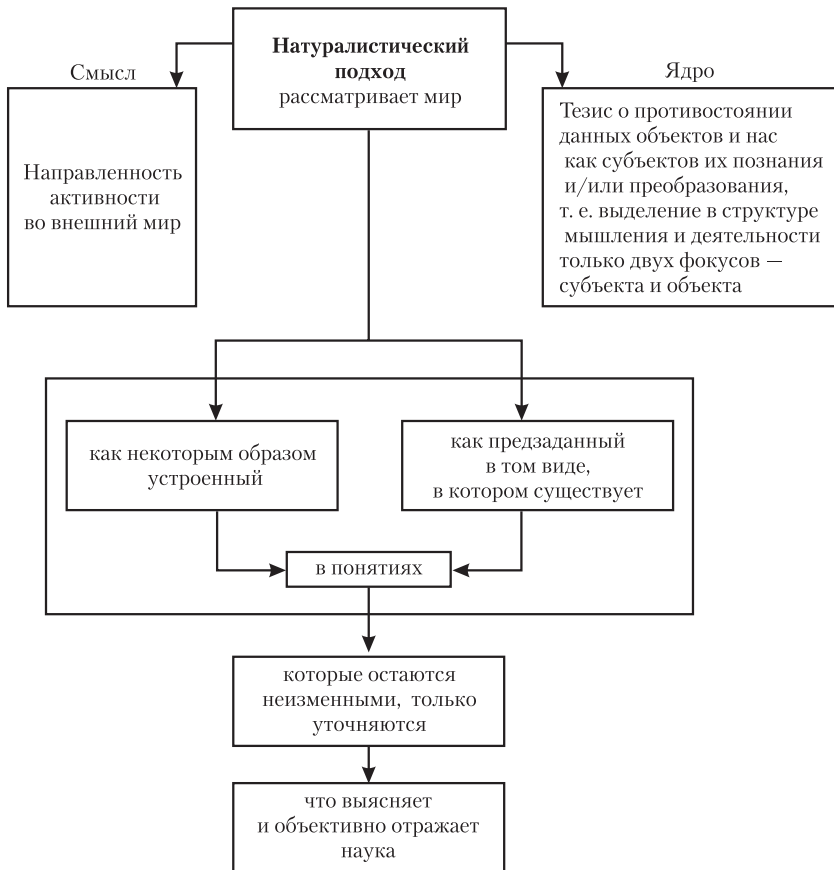 Натуралистический
подход
рассматривает мир
Смысл
Направленность
активности
во внешний мир
Ядро
Тезис о противостоянии
данных объектов и нас
как субъектов их познания
и/или преобразования,
т. е. выделение в структуре
мышления и деятельности
только двух фокусов —
субъекта и объекта
как некоторым образом
устроенный
как предзаданный
в том виде,
в котором существует
в понятиях
которые остаются
неизменными, только
уточняются
что выясняет
и объективно отражает
наука